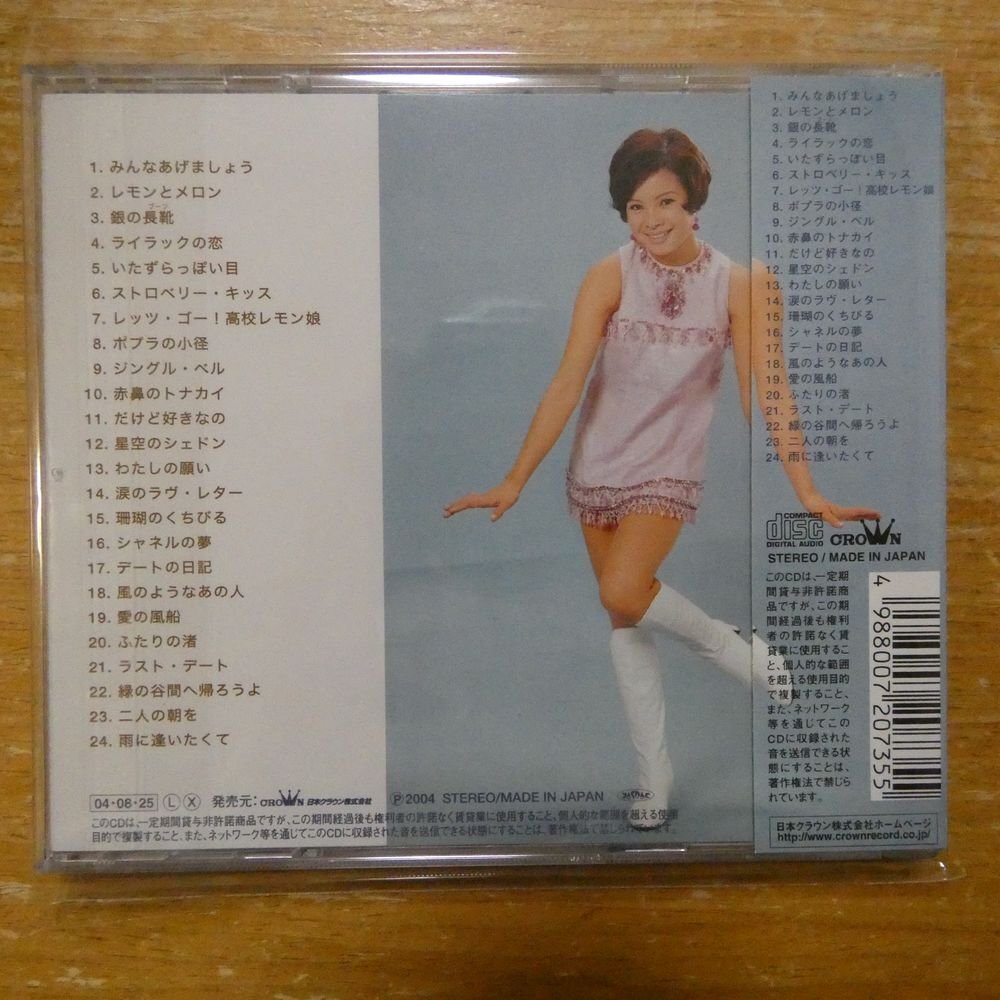 1. みんなあげましょう
2. レモンとメロン
3. 銀の長靴
ブーツ
4. ライラックの恋
5. いたずらっぽい目
6. ストロベリー・キッス
7. レッツ・ゴー！高校レモン娘
8. ポプラの小径
9. ジングル・ベル
10. 赤鼻のトナカイ
11. だけど好きなの
12. 星空のシェドン
13. わたしの願い
14. 涙のラヴ・レター
15. 珊瑚のくちびる
16. シャネルの夢
17. デートの日記
18. 風のようなあの人
19. 愛の風船
20. ふたりの渚
21. ラスト・デート
22. 緑の谷間へ帰ろうよ
23. 二人の朝を
24. 雨に逢いたくて
04・08・25 Ⓛ Ⓧ 発売元: CROWN 日本クラウン株式会社 Ⓟ2004 STEREO/MADE IN JAPAN
このCDは、一定期間貸与非許諾商品ですが、この期間経過後も権利者の許諾なく賃貸業に使用すること、個人的な範囲を超える使用
目的で複製すること、また、ネットワーク等を通じてこのCDに収録された音を送信できる状態にすることは、著作権法で禁じられています。
1. みんなあげましょう
2. レモンとメロン
3. 銀の長靴
4. ライラックの恋
5. いたずらっぽい目
6. ストロベリー・キッス
7. レッツ・ゴー！高校レモン娘
8. ポプラの小径
9. ジングル・ベル
10. 赤鼻のトナカイ
11. だけど好きなの
12. 星空のシェドン
13. わたしの願い
14. 涙のラヴ・レター
15. 珊瑚のくちびる
16. シャネルの夢
17. デートの日記
18. 風のようなあの人
19. 愛の風船
20. ふたりの渚
21. ラスト・デート
22. 緑の谷間へ帰ろうよ
23. 二人の朝を
24. 雨に逢いたくて
COMPACT disc DIGITAL AUDIO CROWN
STEREO / MADE IN JAPAN
このCDは、一定期
間貸与非許諾商
品ですが、この期
間経過後も権利
者の許諾なく賃
貸業に使用するこ
と、個人的な範囲
を超える使用目的
で複製すること、
また、ネットワーク
等を通じてこの
CDに収録された
音を送信できる状
態にすることは、
著作権法で禁じら
れています。
4 988007 207355
日本クラウン株式会社ホームページ
http://www.crownrecord.co.jp/